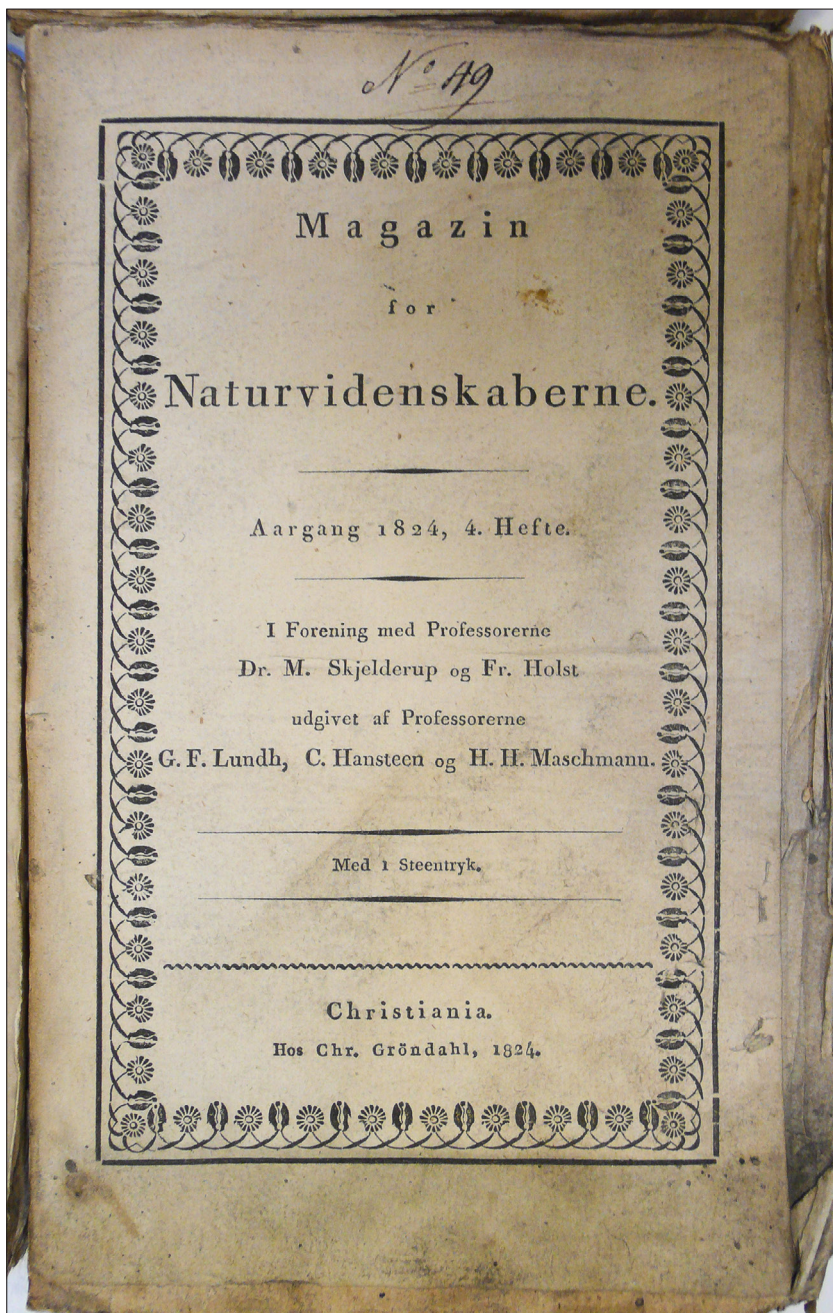 No 49
Magazin
for
Naturvidenskaberne.
Aargang 1824, 4. Hefte.
I Forening med Professorerne
Dr. M. Skjelderup og Fr. Holst
udgivet af Professorerne
G. F. Lundh, C. Hansteen og H. H. Maschmann.
Med 1 Steentryk.
Christiania.
Hos Chr. Gröndahl, 1824.